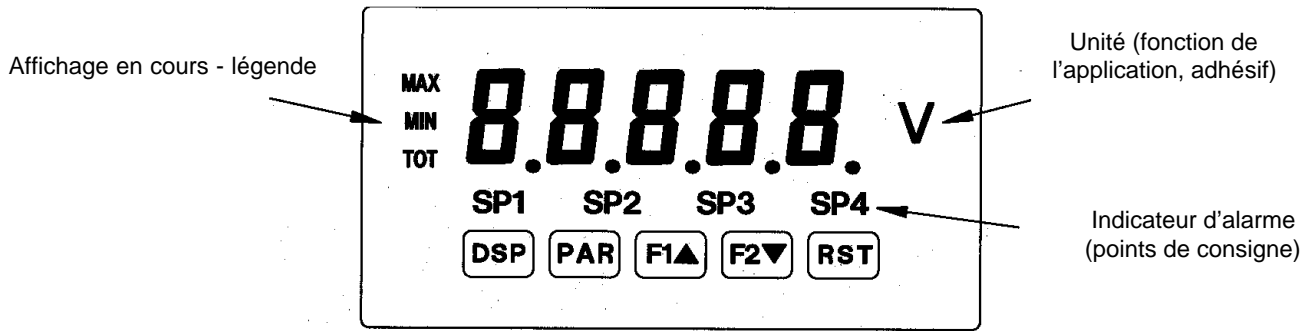 Affichage en cours - légende
MAX
MIN
TOT
8.8.8.8.8.
V
Unité (fonction de
l'application, adhésif)
SP1 SP2 SP3 SP4
Indicateur d'alarme
(points de consigne)
DSP PAR F1▲ F2▼ RST